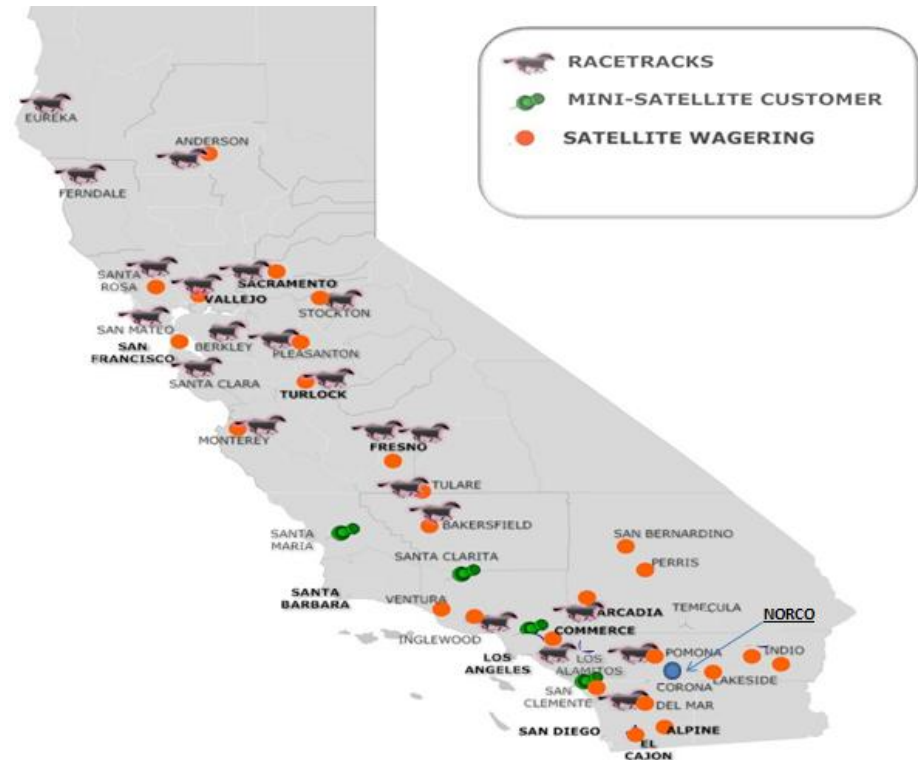 RACETRACKS
MINI-SATELLITE CUSTOMER
SATELLITE WAGERING
EUREKA
ANDERSON
FERNDALE
SANTA
ROSA
SACRAMENTO
VALLEJO
STOCKTON
SAN MATEO
SAN
FRANCISCO
BERKLEY
PLEASANTON
SANTA CLARA
TURLOCK
MONTEREY
FRESNO
TULARE
BAKERSFIELD
SANTA
MARIA
SAN BERNARDINO
SANTA CLARITA
PERRIS
SANTA
BARBARA
VENTURA
ARCADIA
TEMECULA
NORCO
INGLEWOOD
COMMERCE
LOS
ANGELES
LOS
ALAMITOS
POMONA
INDIO
CORONA
LAKESIDE
SAN
CLEMENTE
DEL MAR
SAN DIEGO
ALPINE
EL
CAJON